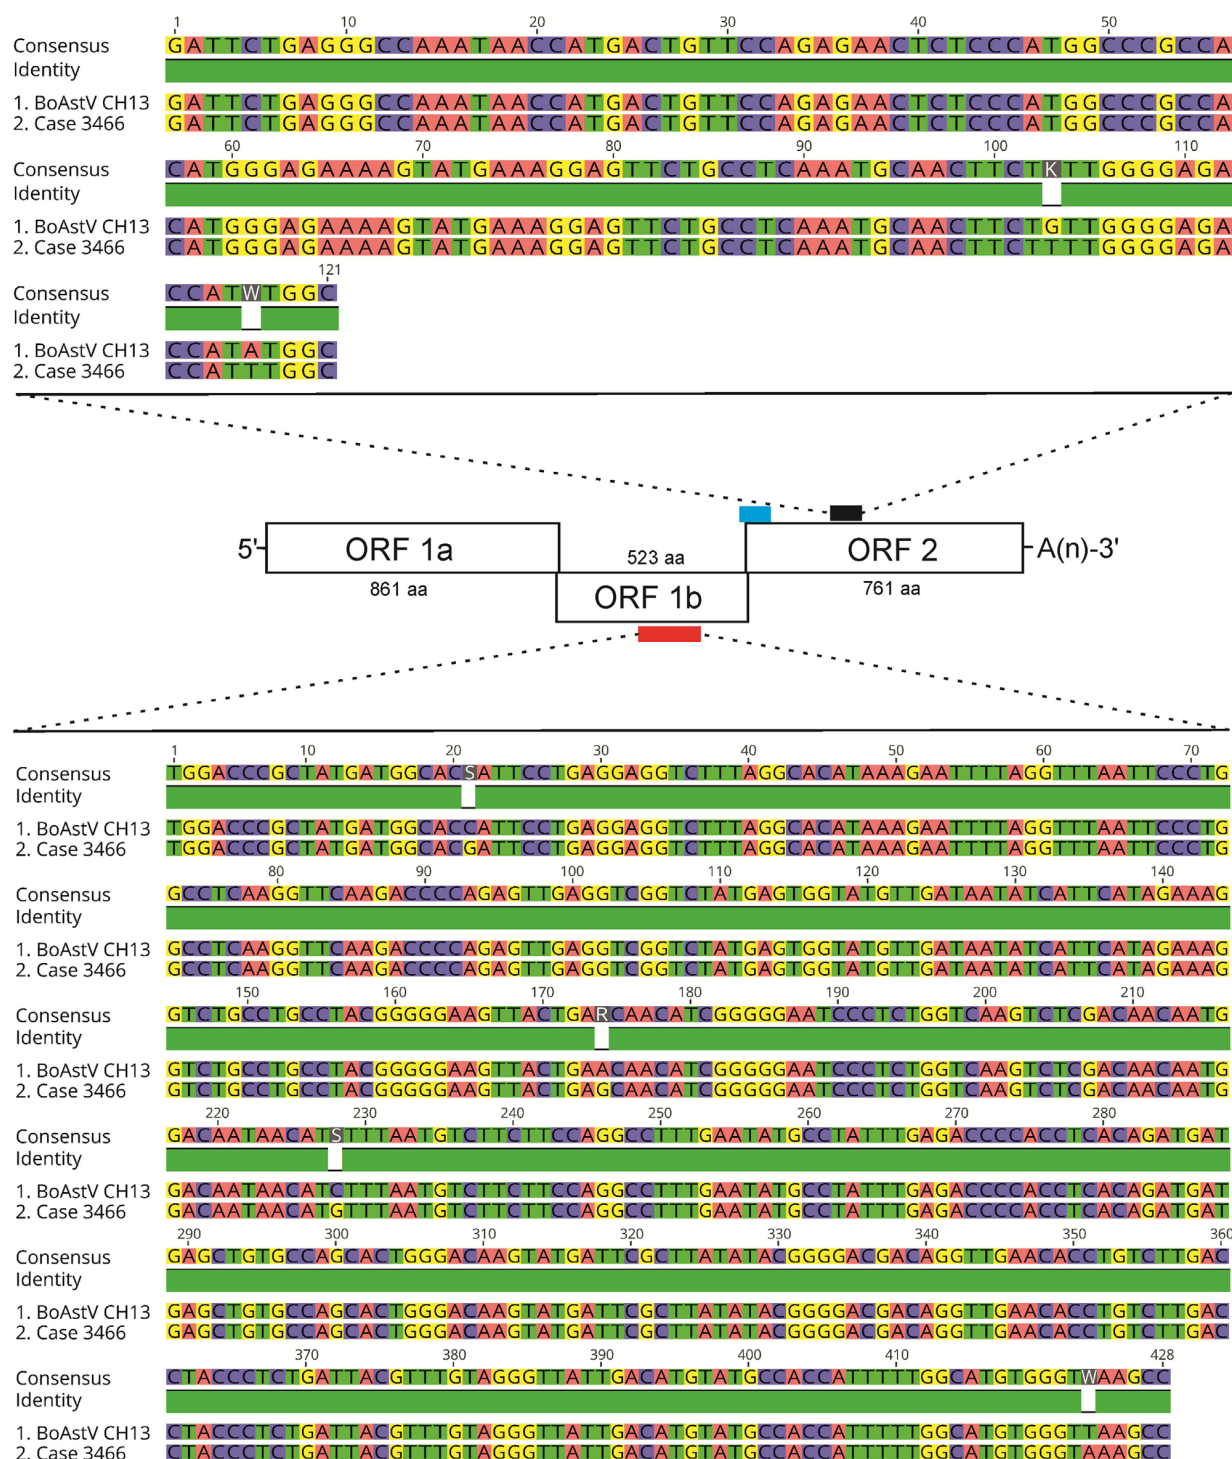 1 10 20 30 40 50
Consensus GATTCTGAGGGCCAAATAACCATGACTGTTCCAGAGAACTCTCCCATGGCCCGCCA
Identity
1. BoAstV CH13 GATTCTGAGGGCCAAATAACCATGACTGTTCCAGAGAACTCTCCCATGGCCCGCCA
2. Case 3466 GATTCTGAGGGCCAAATAACCATGACTGTTCCAGAGAACTCTCCCATGGCCCGCCA
60 70 80 90 100 110
Consensus CATGGGAGAAAAGTATGAAAGGAGTTCTGCCTCAAATGCAACTTCTKTTGGGGAGA
Identity
1. BoAstV CH13 CATGGGAGAAAAGTATGAAAGGAGTTCTGCCTCAAATGCAACTTCTGTTGGGGAGA
2. Case 3466 CATGGGAGAAAAGTATGAAAGGAGTTCTGCCTCAAATGCAACTTCTTTTGGGGAGA
121
Consensus CCATWTGGC
Identity
1. BoAstV CH13 CCATATGGC
2. Case 3466 CCATTTGGC
5' ORF 1a 523 aa ORF 2 A(n)-3'
861 aa ORF 1b 761 aa
1 10 20 30 40 50 60 70
Consensus TGGACCCGCTATGATGGCACSATTCCTGAGGAGGTCTTTAGGCACATAAAGAATTTTAGGTTTAATTCCCTG
Identity
1. BoAstV CH13 TGGACCCGCTATGATGGCACCATTCCTGAGGAGGTCTTTAGGCACATAAAGAATTTTAGGTTTAATTCCCTG
2. Case 3466 TGGACCCGCTATGATGGCACGATTCCTGAGGAGGTCTTTAGGCACATAAAGAATTTTAGGTTTAATTCCCTG
80 90 100 110 120 130 140
Consensus GCCTCAAGGTTCAAGACCCCAGAGTTGAGGTCGGTCTATGAGTGGTATGTTGATAATATCATTCATAGAAAG
Identity
1. BoAstV CH13 GCCTCAAGGTTCAAGACCCCAGAGTTGAGGTCGGTCTATGAGTGGTATGTTGATAATATCATTCATAGAAAG
2. Case 3466 GCCTCAAGGTTCAAGACCCCAGAGTTGAGGTCGGTCTATGAGTGGTATGTTGATAATATCATTCATAGAAAG
150 160 170 180 190 200 210
Consensus GTCTGCCTGCCTACGGGGGAAGTTACTGARCAACATCGGGGGAATCCCTCTGGTCAAGTCTCGACAACAATG
Identity
1. BoAstV CH13 GTCTGCCTGCCTACGGGGGAAGTTACTGAACAACATCGGGGGAATCCCTCTGGTCAAGTCTCGACAACAATG
2. Case 3466 GTCTGCCTGCCTACGGGGGAAGTTACTGAGCAACATCGGGGGAATCCCTCTGGTCAAGTCTCGACAACAATG
220 230 240 250 260 270 280
Consensus GACAATAACATSTTTAATGTCTTCTTCCAGGCCTTTGAATATGCCTATTTGAGACCCCACCTCACAGATGAT
Identity
1. BoAstV CH13 GACAATAACATCTTTAATGTCTTCTTCCAGGCCTTTGAATATGCCTATTTGAGACCCCACCTCACAGATGAT
2. Case 3466 GACAATAACATGTTTAATGTCTTCTTCCAGGCCTTTGAATATGCCTATTTGAGACCCCACCTCACAGATGAT
290 300 310 320 330 340 350 360
Consensus GAGCTGTGCCAGCACTGGGACAAGTATGATTCGCTTATATACGGGGACGACAGGTTGAACACCTGTCTTGAC
Identity
1. BoAstV CH13 GAGCTGTGCCAGCACTGGGACAAGTATGATTCGCTTATATACGGGGACGACAGGTTGAACACCTGTCTTGAC
2. Case 3466 GAGCTGTGCCAGCACTGGGACAAGTATGATTCGCTTATATACGGGGACGACAGGTTGAACACCTGTCTTGAC
370 380 390 400 410 428
Consensus CTACCCTCTGATTACGTTTGTAGGGTTATTGACATGTATGCCACCATTTTTGGCATGTGGGTWAAGCC
Identity
1. BoAstV CH13 CTACCCTCTGATTACGTTTGTAGGGTTATTGACATGTATGCCACCATTTTTGGCATGTGGGTTAAGCC
2. Case 3466 CTACCCTCTGATTACGTTTGTAGGGTTATTGACATGTATGCCACCATTTTTGGCATGTGGGTAAAGCC